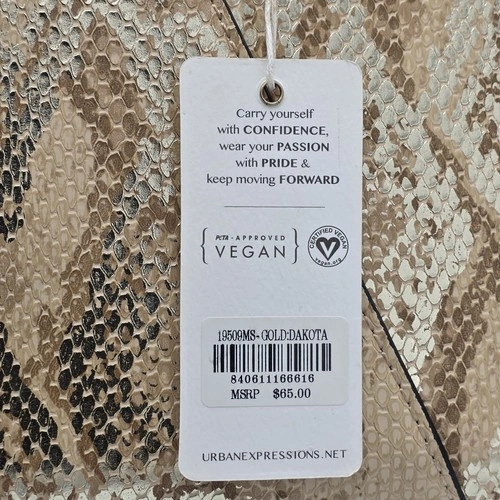 Carry yourself
with CONFIDENCE,
wear your PASSION
with PRIDE &
keep moving FORWARD
PETA - APPROVED
VEGAN
CERTIFIED VEGAN
vegan.org
19509MS-GOLD:DAKOTA
840611166616
MSRP $65.00
URBANEXPRESSIONS.NET